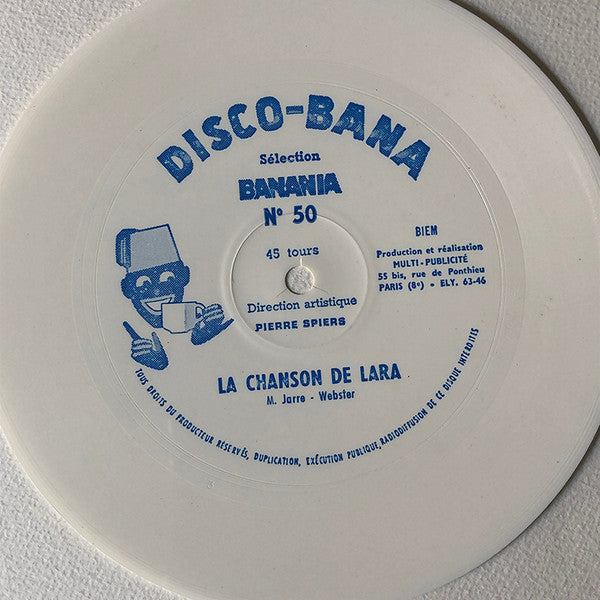 DISCO-BANA
Sélection
BANANIA
Nº 50
45 tours
Direction artistique
PIERRE SPIERS
BIEM
Production et réalisation
MULTI-PUBLICITÉ
55 bis, rue de Ponthieu
PARIS (8e) - ELY. 63-46
LA CHANSON DE LARA
M. Jarre - Webster
TOUS DROITS DU PRODUCTEUR RÉSERVÉS, DUPLICATION, EXÉCUTION PUBLIQUE, RADIODIFFUSION DE CE DISQUE INTERDITES